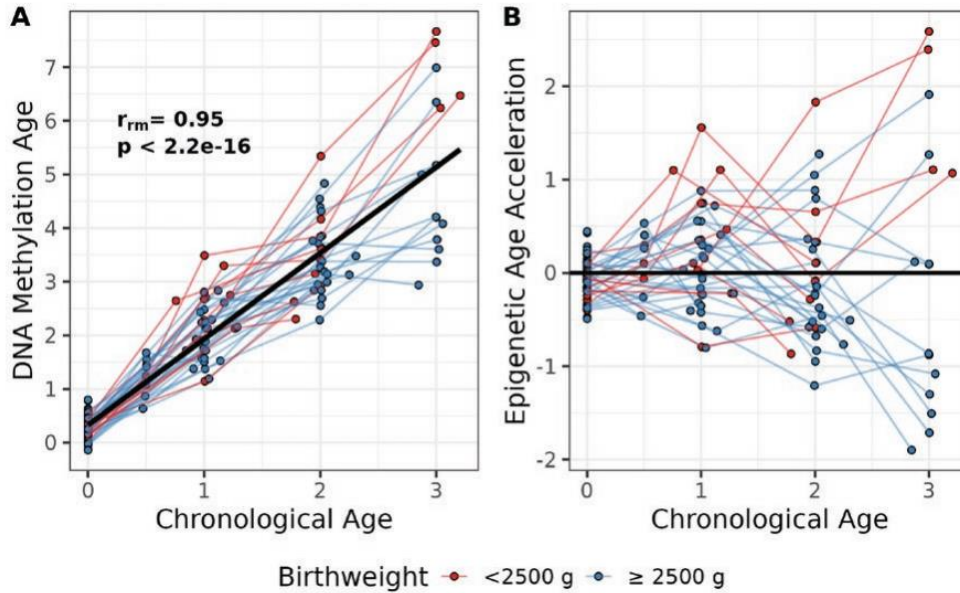 A
DNA Methylation Age
7
6
5
4
3
2
1
0
r_rm= 0.95
p < 2.2e-16
0 1 2 3
Chronological Age
B
Epigenetic Age Acceleration
2
1
0
-1
-2
0 1 2 3
Chronological Age
Birthweight <2500 g ≥ 2500 g